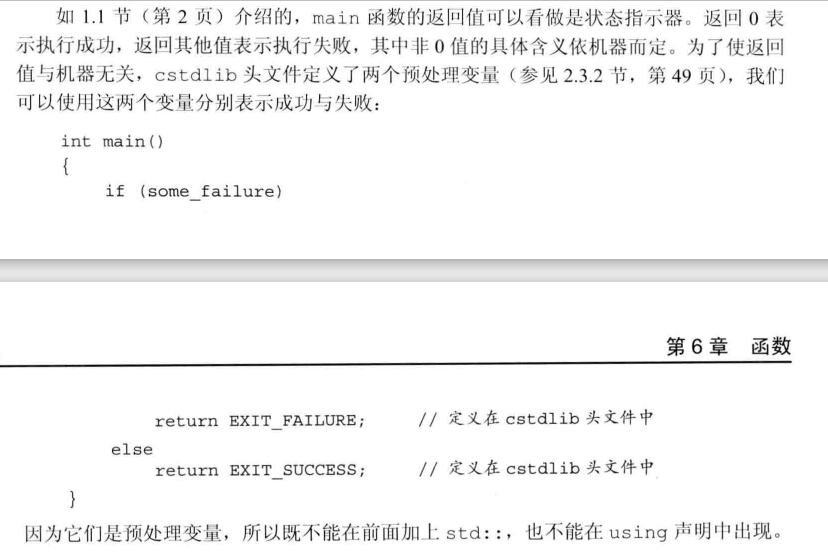 如 1.1 节（第 2 页）介绍的，main 函数的返回值可以看做是状态指示器。返回 0 表
示执行成功，返回其他值表示执行失败，其中非 0 值的具体含义依机器而定。为了使返回
值与机器无关，cstdlib 头文件定义了两个预处理变量（参见 2.3.2 节，第 49 页），我们
可以使用这两个变量分别表示成功与失败：
int main()
{
if (some_failure)
第 6 章 函数
return EXIT_FAILURE; // 定义在 cstdlib 头文件中
else
return EXIT_SUCCESS; // 定义在 cstdlib 头文件中
}
因为它们是预处理变量，所以既不能在前面加上 std::，也不能在 using 声明中出现。